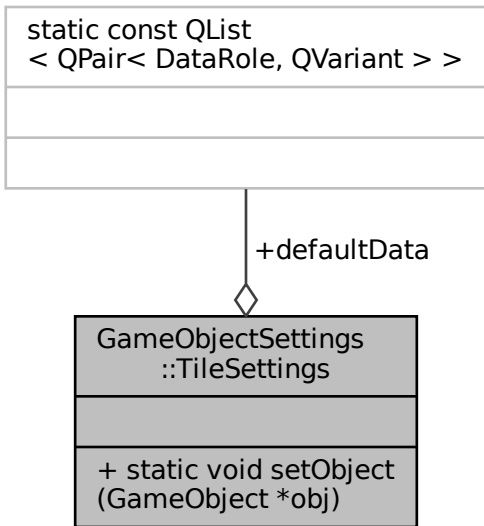 static const QList
< QPair< DataRole, QVariant > >
+defaultData
GameObjectSettings
::TileSettings
+ static void setObject
(GameObject *obj)